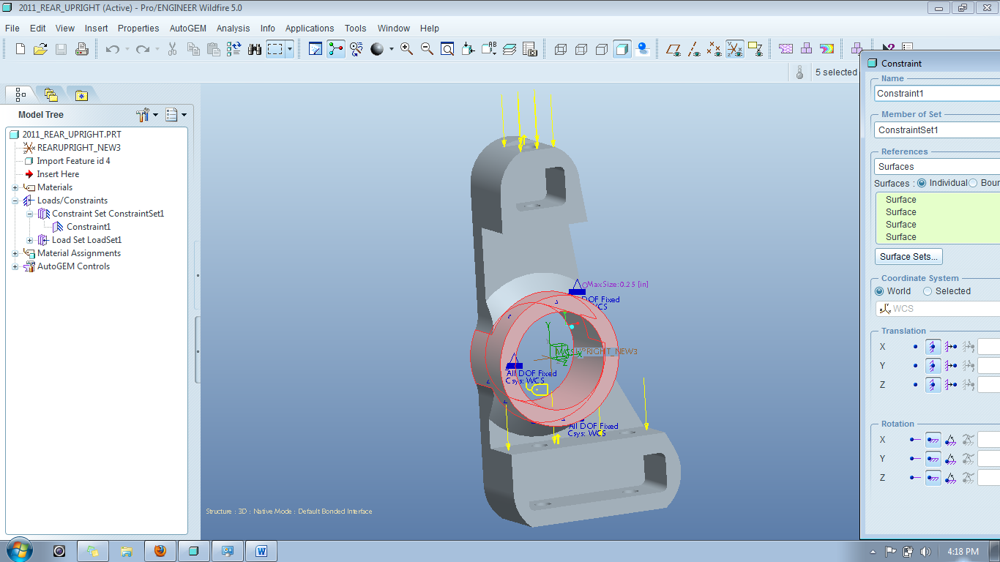 2011_REAR_UPRIGHT (Active) - Pro/ENGINEER Wildfire 5.0
File Edit View Insert Properties AutoGEM Analysis Info Applications Tools Window Help
5 selected
Model Tree
2011_REAR_UPRIGHT.PRT
REARUPRIGHT_NEW3
Import Feature id 4
Insert Here
Materials
Loads/Constraints
Constraint Set ConstraintSet1
Constraint1
Load Set LoadSet1
Material Assignments
AutoGEM Controls
MaxSize:0.25 [in]
DOF Fixed
WCS
Y
UPRIGHT_NEW3
WCS
X
Z
All DOF Fixed
Csys: WCS
All DOF Fixed
Csys: WCS
Structure : 3D : Native Mode : Default Bonded Interface
Constraint
Name
Constraint1
Member of Set
ConstraintSet1
References
Surfaces
Surfaces : Individual Bour
Surface
Surface
Surface
Surface
Surface Sets...
Coordinate System
World Selected
WCS
Translation
X
Y
Z
Rotation
X
Y
Z
4:18 PM